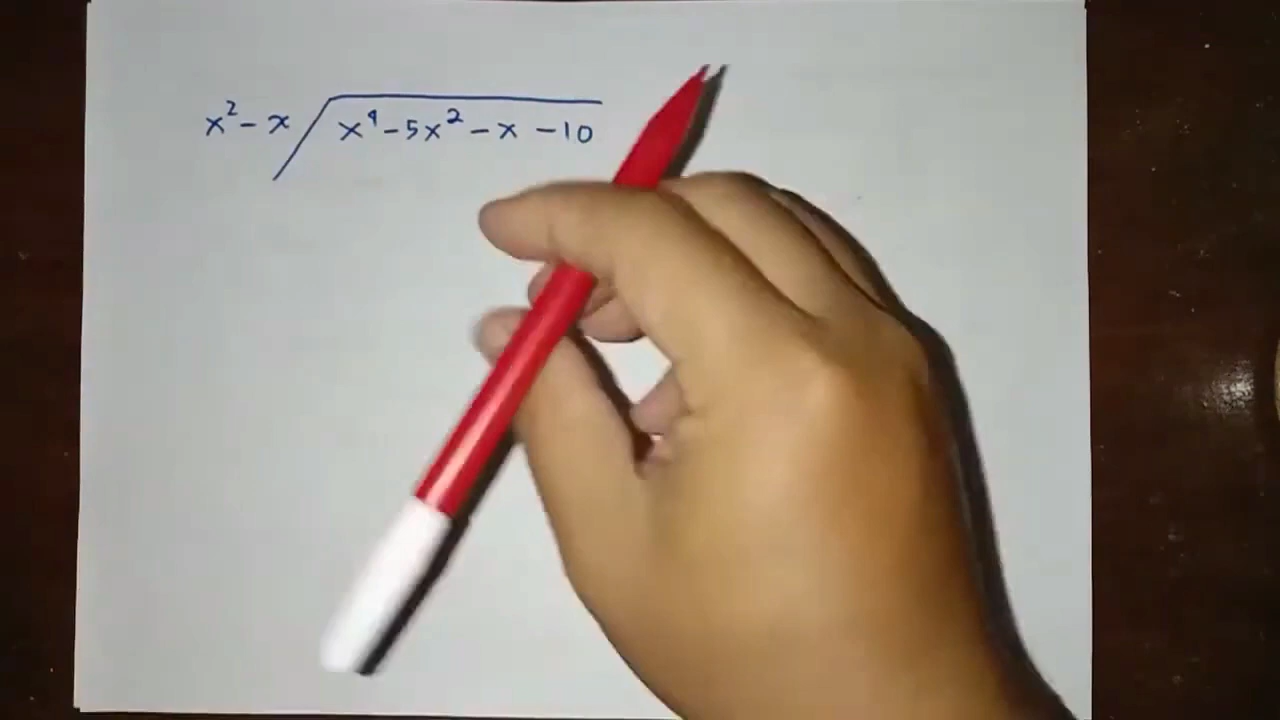 x² - x / x⁴ - 5x² - x - 10